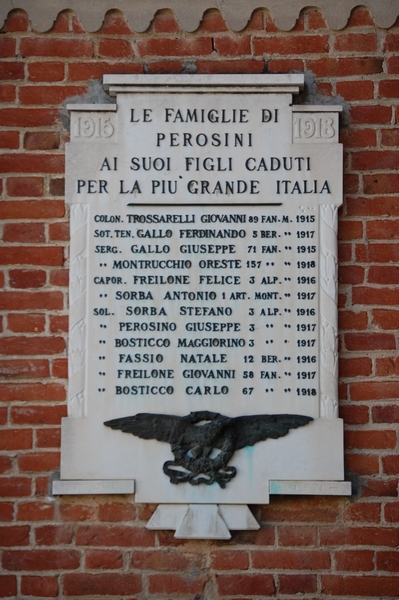 1915 1918
LE FAMIGLIE DI
PEROSINI
AI SUOI FIGLI CADUTI
PER LA PIU' GRANDE ITALIA
COLON. TROSSARELLI GIOVANNI 89 FAN. M. 1915
SOT. TEN. GALLO FERDINANDO 5 BER. „ 1917
SERG. GALLO GIUSEPPE 71 FAN. „ 1915
„ MONTRUCCHIO ORESTE 157 „ „ 1918
CAPOR. FREILONE FELICE 3 ALP. „ 1916
„ SORBA ANTONIO 1 ART. MONT. „ 1917
SOL. SORBA STEFANO 3 ALP. „ 1916
„ PEROSINO GIUSEPPE 3 „ „ 1917
„ BOSTICCO MAGGIORINO 3 „ „ 1917
„ FASSIO NATALE 12 BER. „ 1916
„ FREILONE GIOVANNI 58 FAN. „ 1917
„ BOSTICCO CARLO 67 „ „ 1918